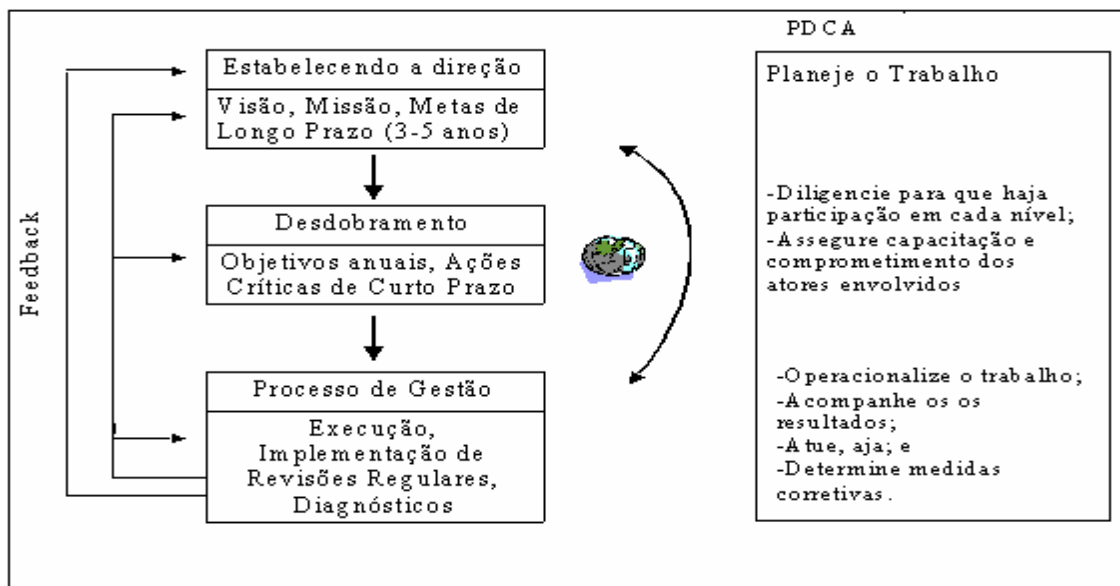 PDCA
Estabelecendo a direção
Visão, Missão, Metas de
Longo Prazo (3-5 anos)
Desdobramento
Objetivos anuais, Ações
Críticas de Curto Prazo
Processo de Gestão
Execução,
Implementação de
Revisões Regulares,
Diagnósticos
Feedback
Planeje o Trabalho
-Diligencie para que haja
participação em cada nível;
-Assegure capacitação e
comprometimento dos
atores envolvidos
-Operacionalize o trabalho;
-Acompanhe os os
resultados;
-Atue, aja; e
-Determine medidas
corretivas.